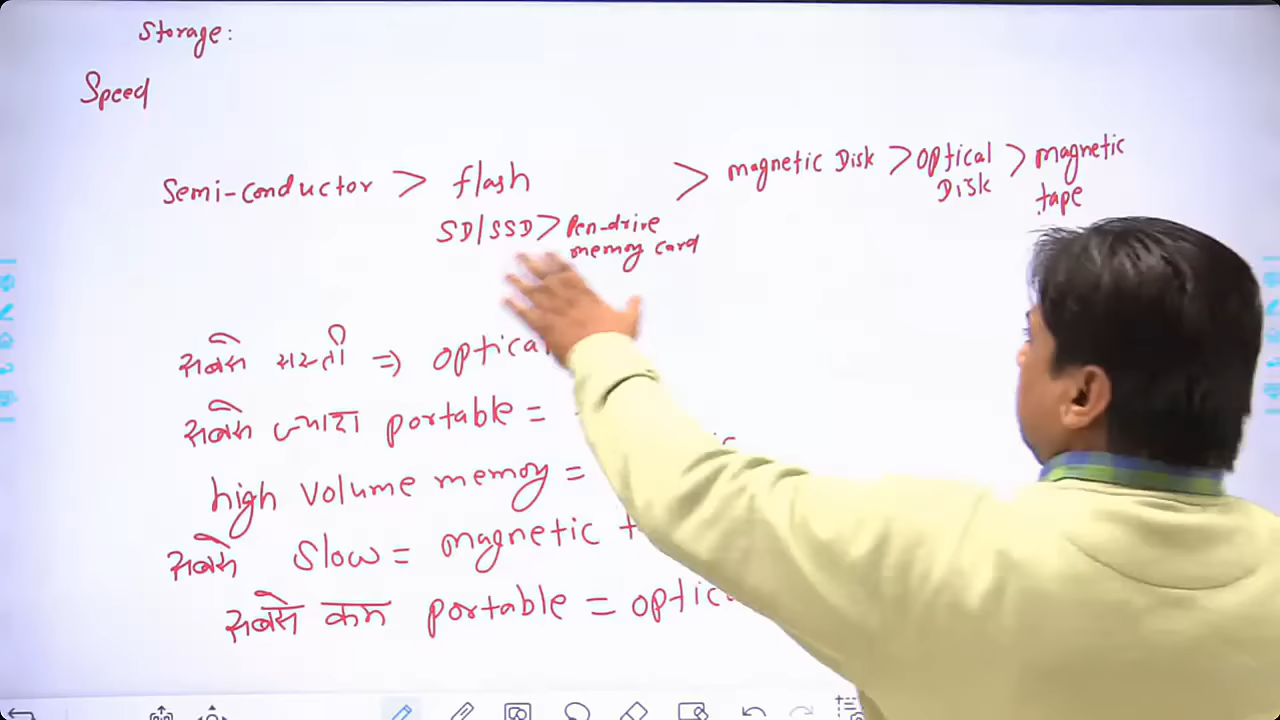 Storage:
Speed
Semi-conductor > flash > magnetic Disk > optical Disk > magnetic tape
SD/SSD > Pen-drive memory card
सबसे सस्ती => optical
सबसे ज्यादा portable =
high volume memory =
सबसे slow = magnetic t
सबसे कम portable = optica